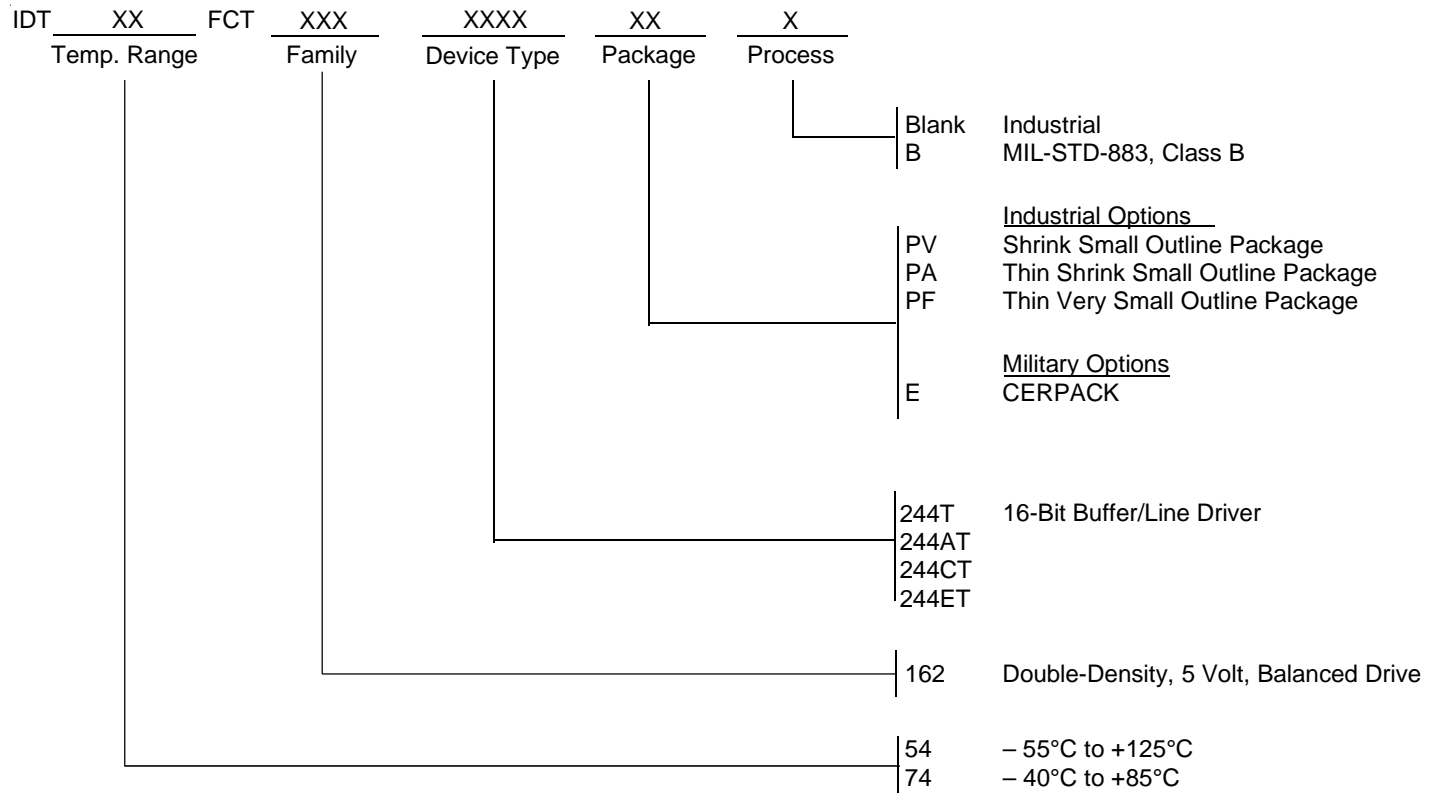 IDT XX FCT XXX XXXX XX X
Temp. Range Family Device Type Package Process
Blank Industrial
B MIL-STD-883, Class B
Industrial Options
PV Shrink Small Outline Package
PA Thin Shrink Small Outline Package
PF Thin Very Small Outline Package
Military Options
E CERPACK
244T 16-Bit Buffer/Line Driver
244AT
244CT
244ET
162 Double-Density, 5 Volt, Balanced Drive
54 – 55°C to +125°C
74 – 40°C to +85°C